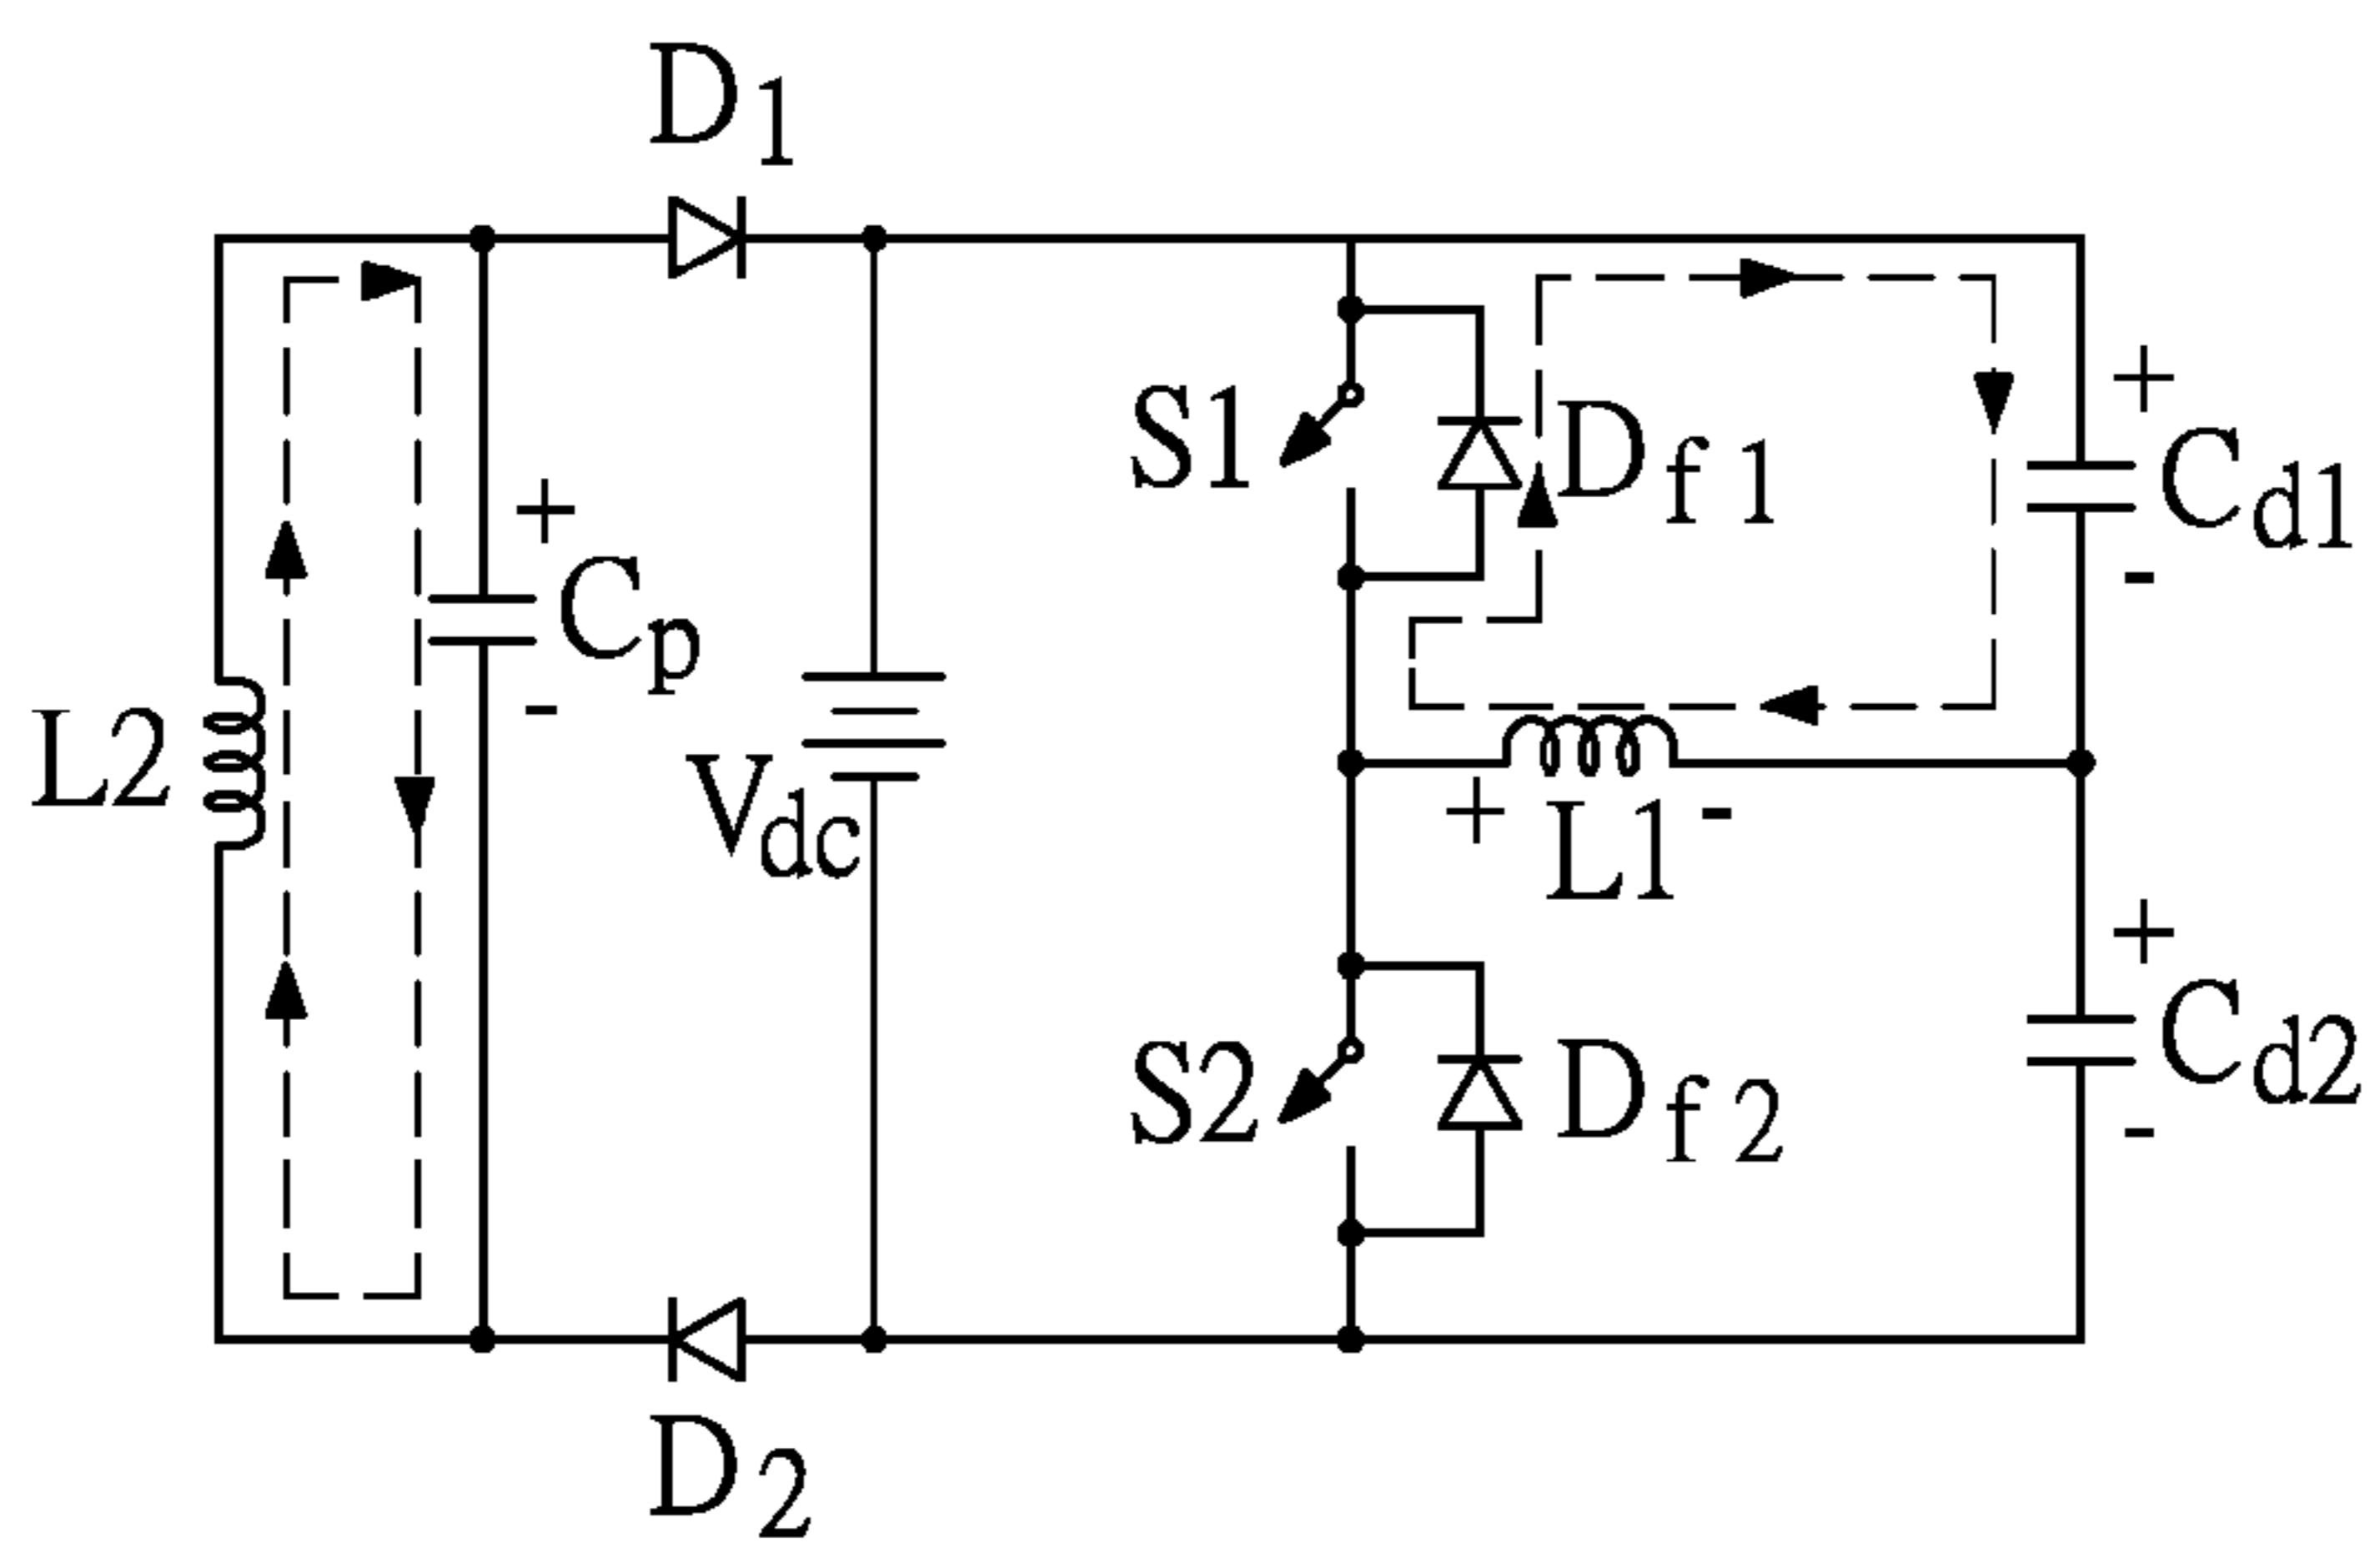 D1
+
S1
Df1
+
Cd1
-
+
Cp
-
L2
Vdc
+
L1
-
+
S2
Df2
Cd2
-
D2